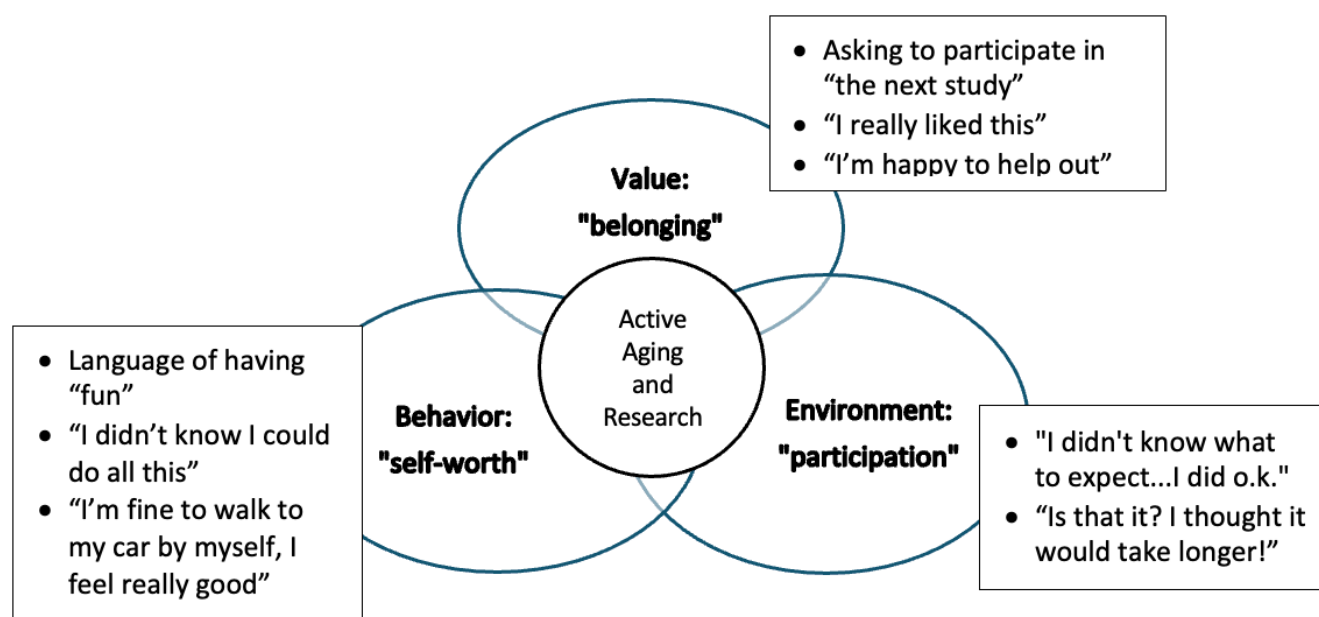 • Asking to participate in
“the next study”
• “I really liked this”
• “I’m happy to help out”
Value:
"belonging"
Active
Aging
and
Research
• Language of having
“fun”
• “I didn’t know I could
do all this”
• “I’m fine to walk to
my car by myself, I
feel really good”
Behavior:
"self-worth"
Environment:
"participation"
• "I didn't know what
to expect...I did o.k."
• “Is that it? I thought it
would take longer!”